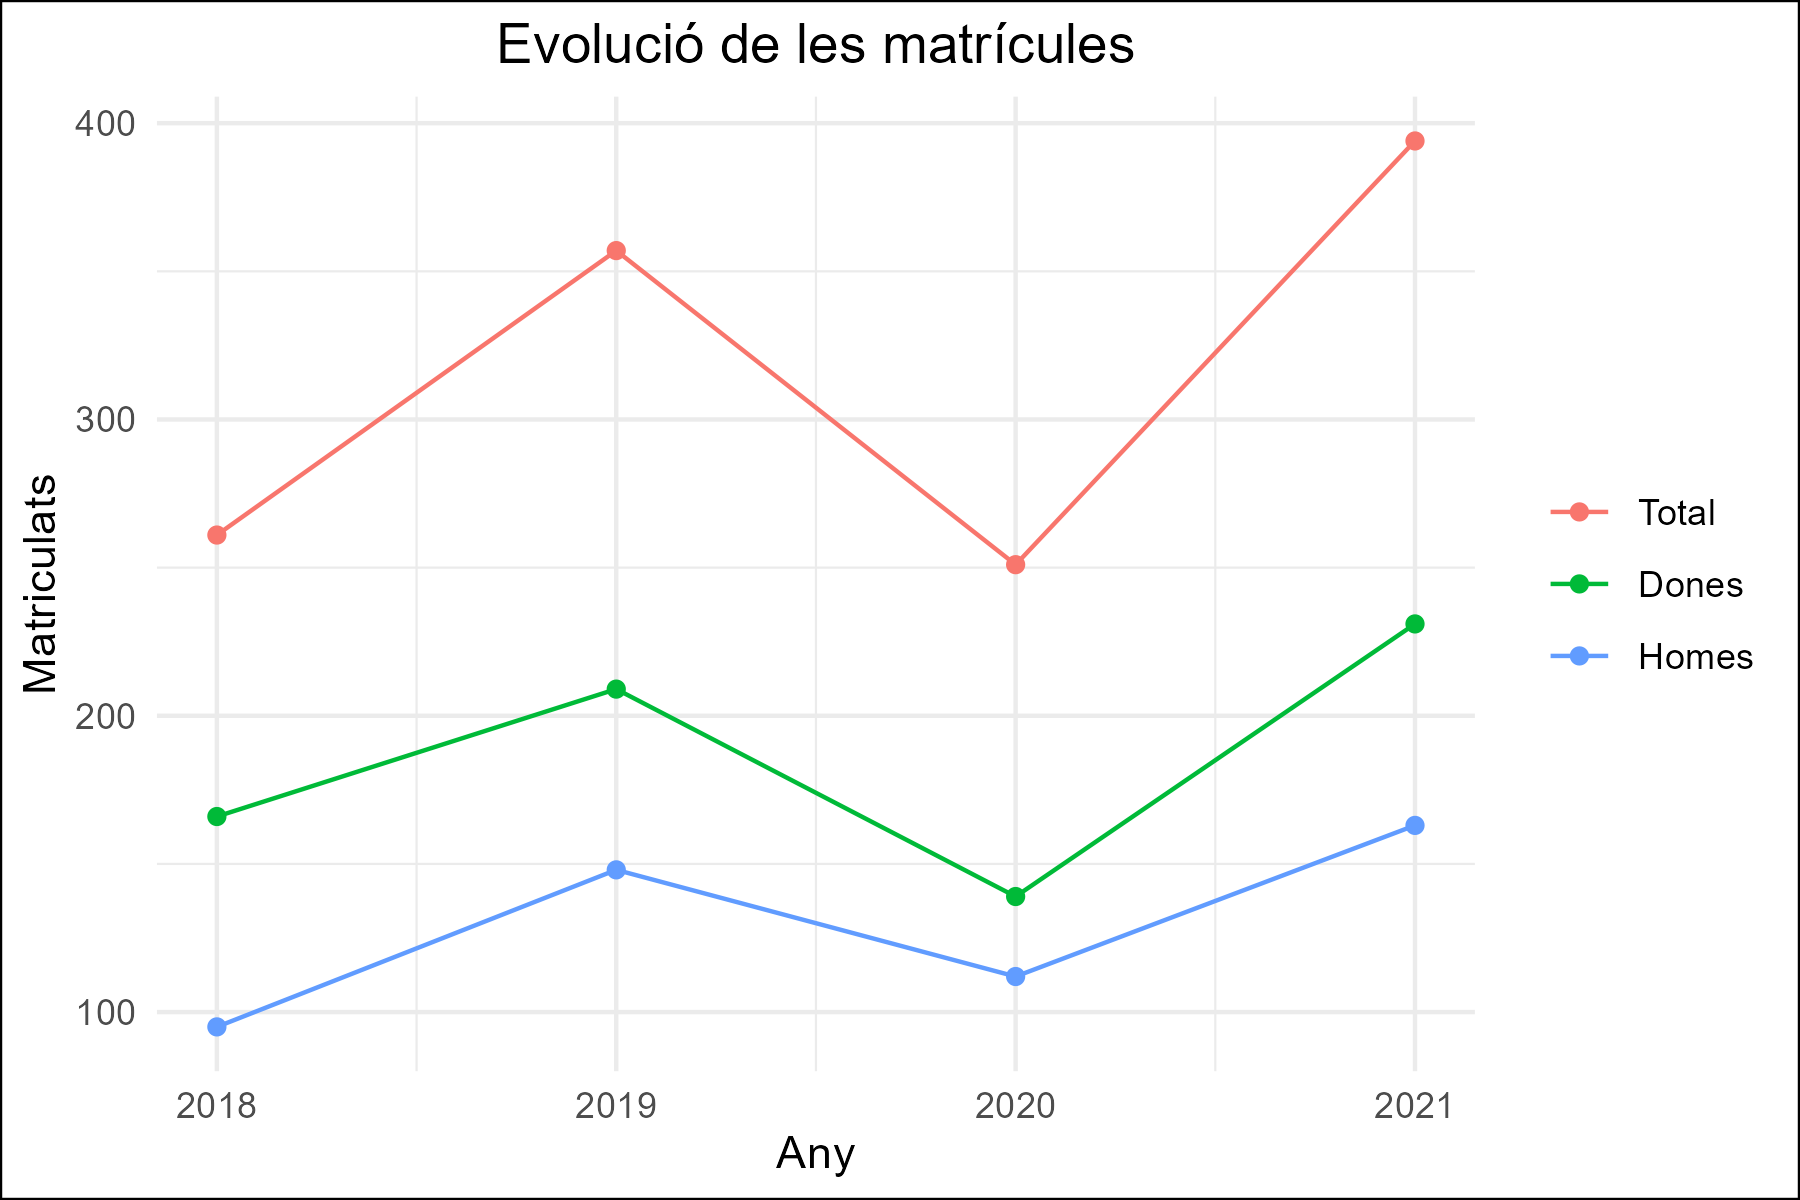 Evolució de les matrícules
400
300
200
100
Matriculats
2018 2019 2020 2021
Any
Total
Dones
Homes